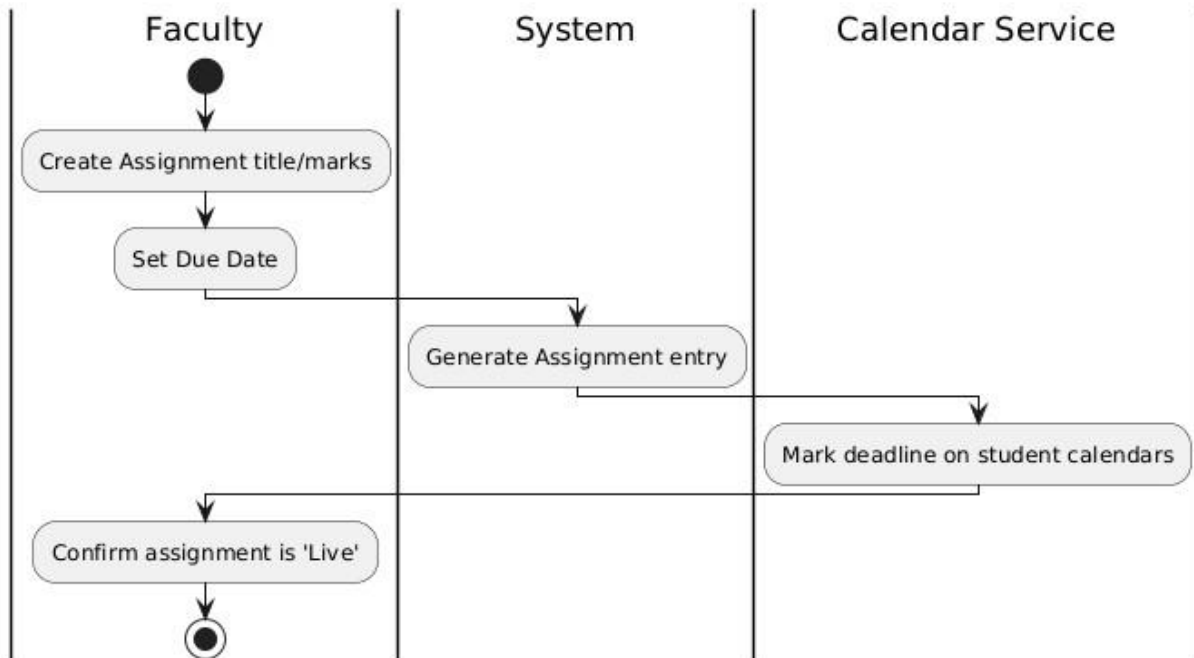 Faculty
System
Calendar Service
Create Assignment title/marks
Set Due Date
Generate Assignment entry
Mark deadline on student calendars
Confirm assignment is 'Live'